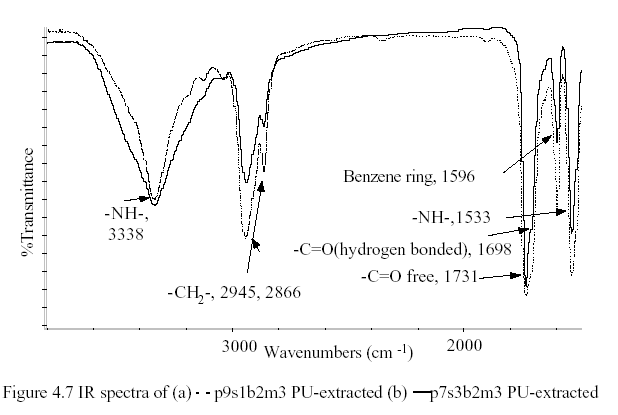 %Transmittance
-NH-,
3338
-CH2-, 2945, 2866
Benzene ring, 1596
-NH-,1533
-C=O(hydrogen bonded), 1698
-C=O free, 1731
3000
2000
Wavenumbers (cm -1)
Figure 4.7 IR spectra of (a) - - p9s1b2m3 PU-extracted (b) —p7s3b2m3 PU-extracted